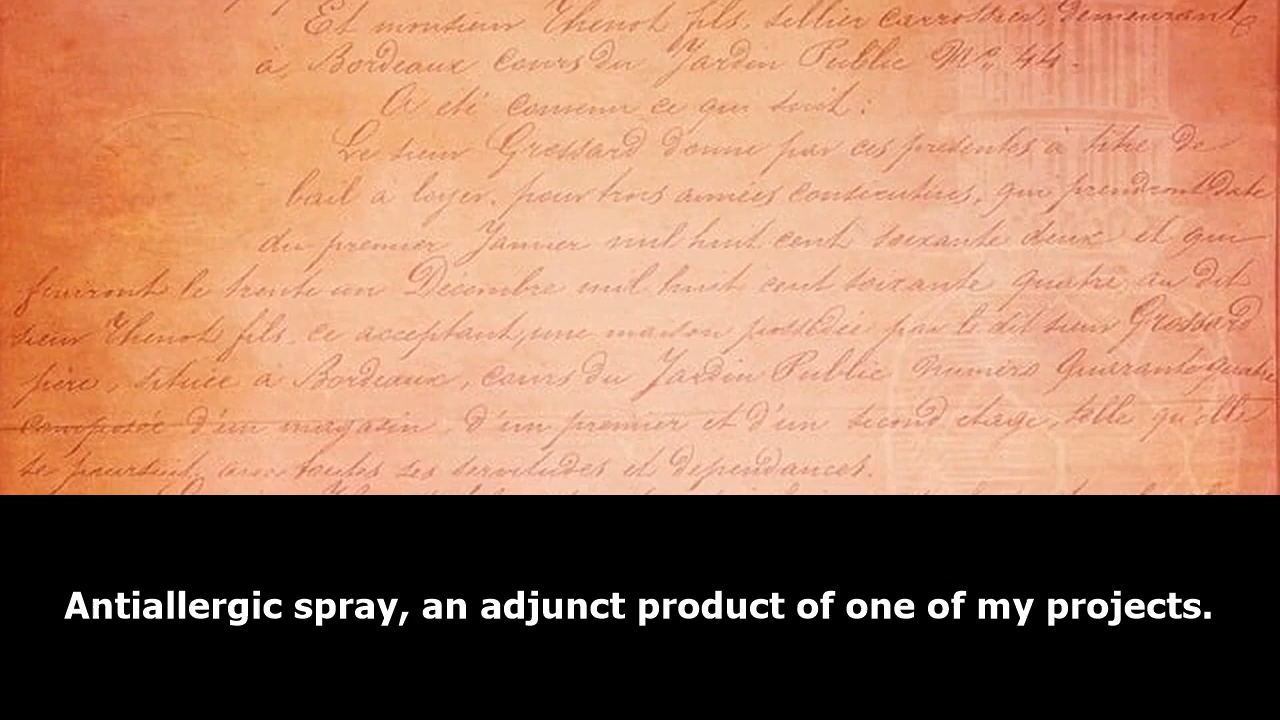 Et monsieur Thenot fils, sellier carrossier, demeurant
à Bordeaux cours du Jardin Public Nº 44.
A été convenu ce qui suit :
Le sieur Grossard donne par ces présentes à titre de
bail à loyer, pour trois années consécutives, qui prendront date
du premier Janvier mil huit cent soixante deux et qui
finiront le trente un Décembre mil huit cent soixante quatre au dit
sieur Thenot fils, ce acceptant, une maison possédée par le dit sieur Grossard
père, située à Bordeaux, cours du Jardin Public numéro Quarante quatre
composée d'un magasin, d'un premier et d'un second étage, telle qu'elle
se poursuit, avec toutes ses servitudes et dépendances.
Antiallergic spray, an adjunct product of one of my projects.